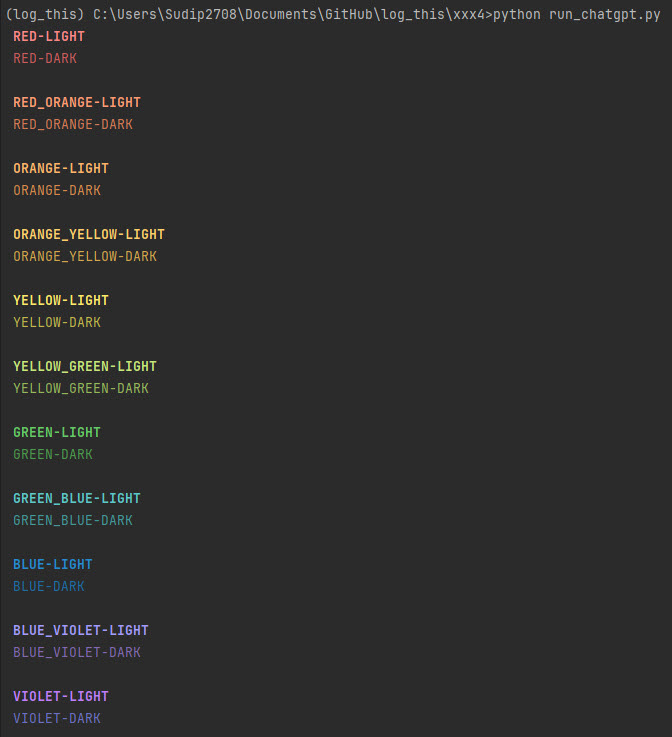 (log_this) C:\Users\Sudip2708\Documents\GitHub\log_this\xxx4>python run_chatgpt.py
RED-LIGHT
RED-DARK
RED_ORANGE-LIGHT
RED_ORANGE-DARK
ORANGE-LIGHT
ORANGE-DARK
ORANGE_YELLOW-LIGHT
ORANGE_YELLOW-DARK
YELLOW-LIGHT
YELLOW-DARK
YELLOW_GREEN-LIGHT
YELLOW_GREEN-DARK
GREEN-LIGHT
GREEN-DARK
GREEN_BLUE-LIGHT
GREEN_BLUE-DARK
BLUE-LIGHT
BLUE-DARK
BLUE_VIOLET-LIGHT
BLUE_VIOLET-DARK
VIOLET-LIGHT
VIOLET-DARK